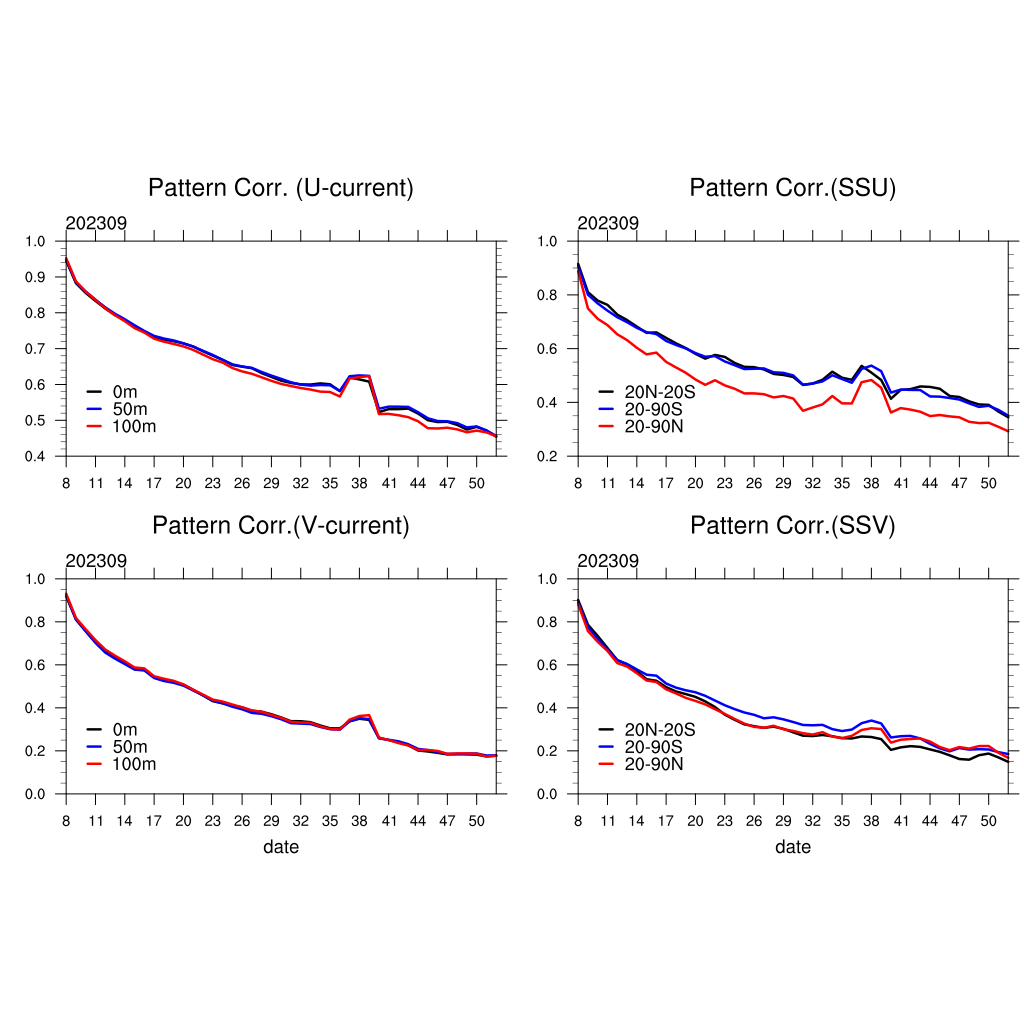 Pattern Corr. (U-current)
202309
1.0
0.9
0.8
0.7
0.6
0.5
0.4
0m
50m
100m
8 11 14 17 20 23 26 29 32 35 38 41 44 47 50
Pattern Corr.(SSU)
202309
1.0
0.8
0.6
0.4
0.2
20N-20S
20-90S
20-90N
8 11 14 17 20 23 26 29 32 35 38 41 44 47 50
Pattern Corr.(V-current)
202309
1.0
0.8
0.6
0.4
0.2
0.0
0m
50m
100m
8 11 14 17 20 23 26 29 32 35 38 41 44 47 50
date
Pattern Corr.(SSV)
202309
1.0
0.8
0.6
0.4
0.2
0.0
20N-20S
20-90S
20-90N
8 11 14 17 20 23 26 29 32 35 38 41 44 47 50
date